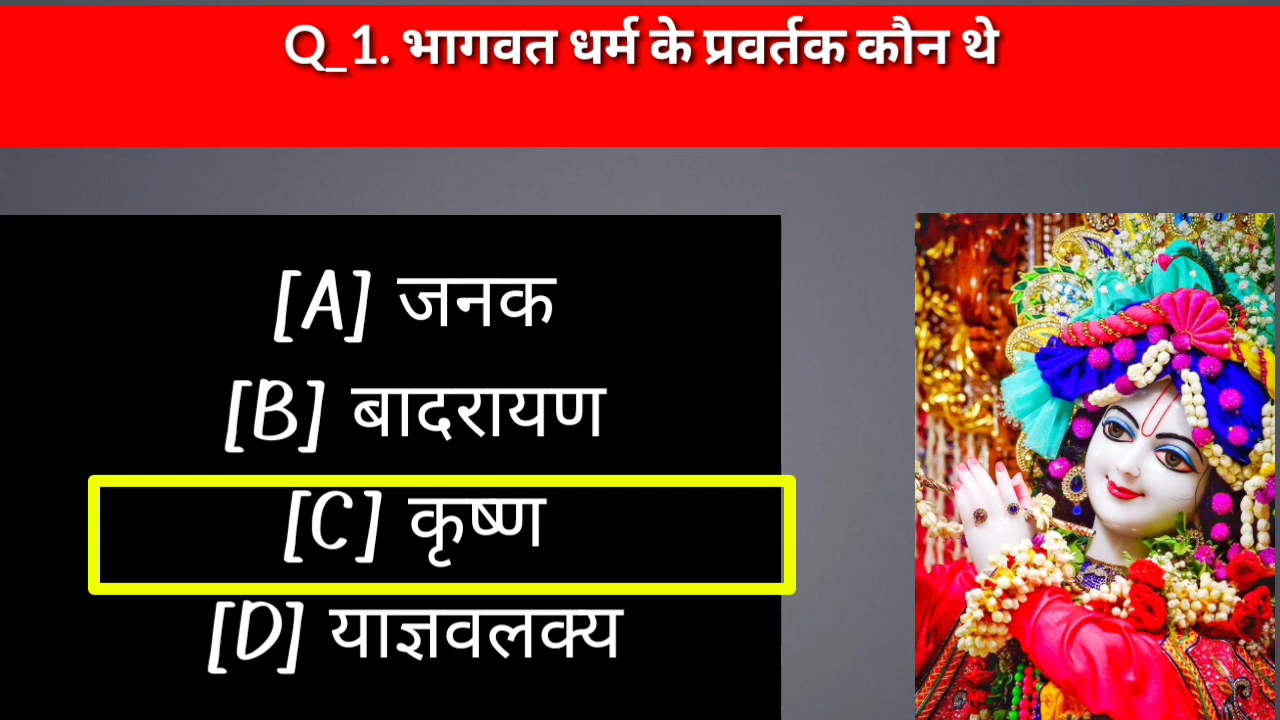 Q_1. भागवत धर्म के प्रवर्तक कौन थे
[A] जनक
[B] बादरायण
[C] कृष्ण
[D] याज्ञवलक्य